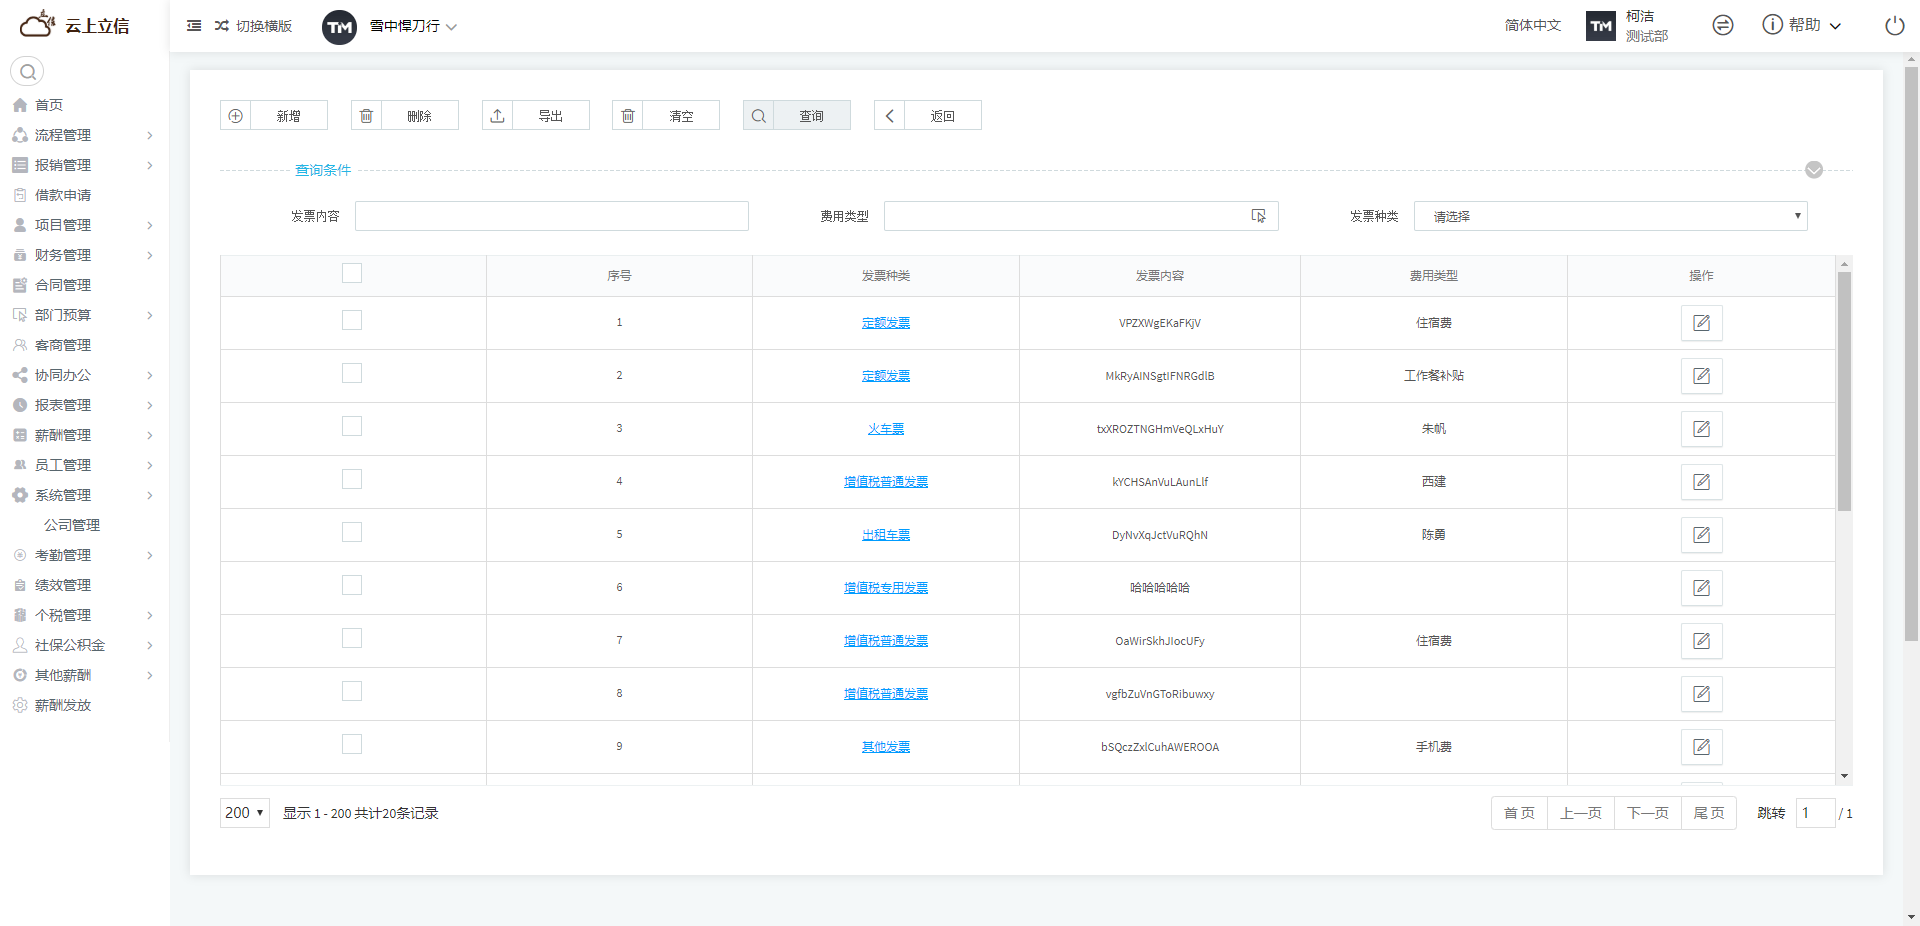 云上立信
切换横版
TM
雪中悍刀行
简体中文
TM
柯洁
测试部
帮助
首页
流程管理
报销管理
借款申请
项目管理
财务管理
合同管理
部门预算
客商管理
协同办公
报表管理
薪酬管理
员工管理
系统管理
公司管理
考勤管理
绩效管理
个税管理
社保公积金
其他薪酬
薪酬发放
新增 删除 导出 清空 查询 返回
查询条件
发票内容 费用类型 发票种类 请选择
序号 发票种类 发票内容 费用类型 操作
1 定额发票 VPZXWgEKaFKjV 住宿费
2 定额发票 MkRyAINSgtIFNRGdlB 工作餐补贴
3 火车票 txXROZTNGHmVeQLxHuY 朱帆
4 增值税普通发票 kYCHSAnVuLAunLlf 西建
5 出租车票 DyNvXqJctVuRQhN 陈勇
6 增值税专用发票 哈哈哈哈哈
7 增值税普通发票 OaWirSkhJIocUFy 住宿费
8 增值税普通发票 vgfbZuVnGToRibuwxy
9 其他发票 bSQczZxlCuhAWEROOA 手机费
200 显示 1 - 200 共计20条记录
首页 上一页 下一页 尾页 跳转 1 / 1